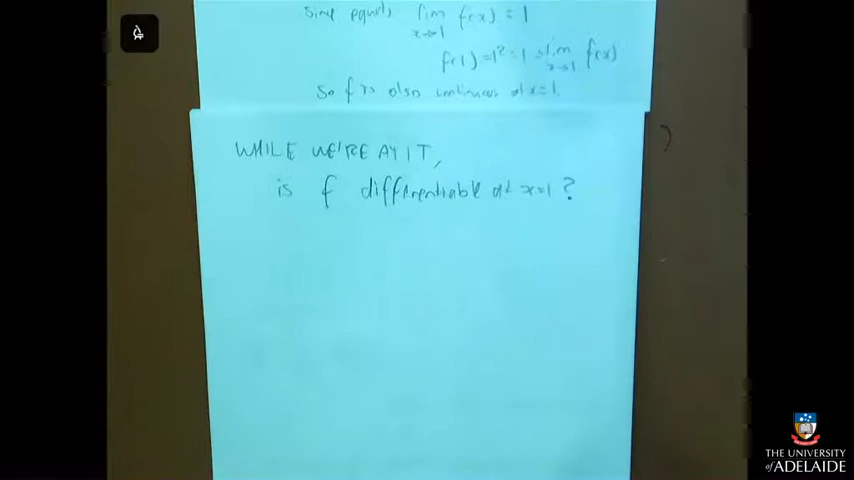 since equal, lim f(x) = 1
x→1
f(1) = 1² = 1 = lim f(x)
x→1
So f is also continuous at x=1.
WHILE WE'RE AT IT,
is f differentiable at x=1?
THE UNIVERSITY
of ADELAIDE